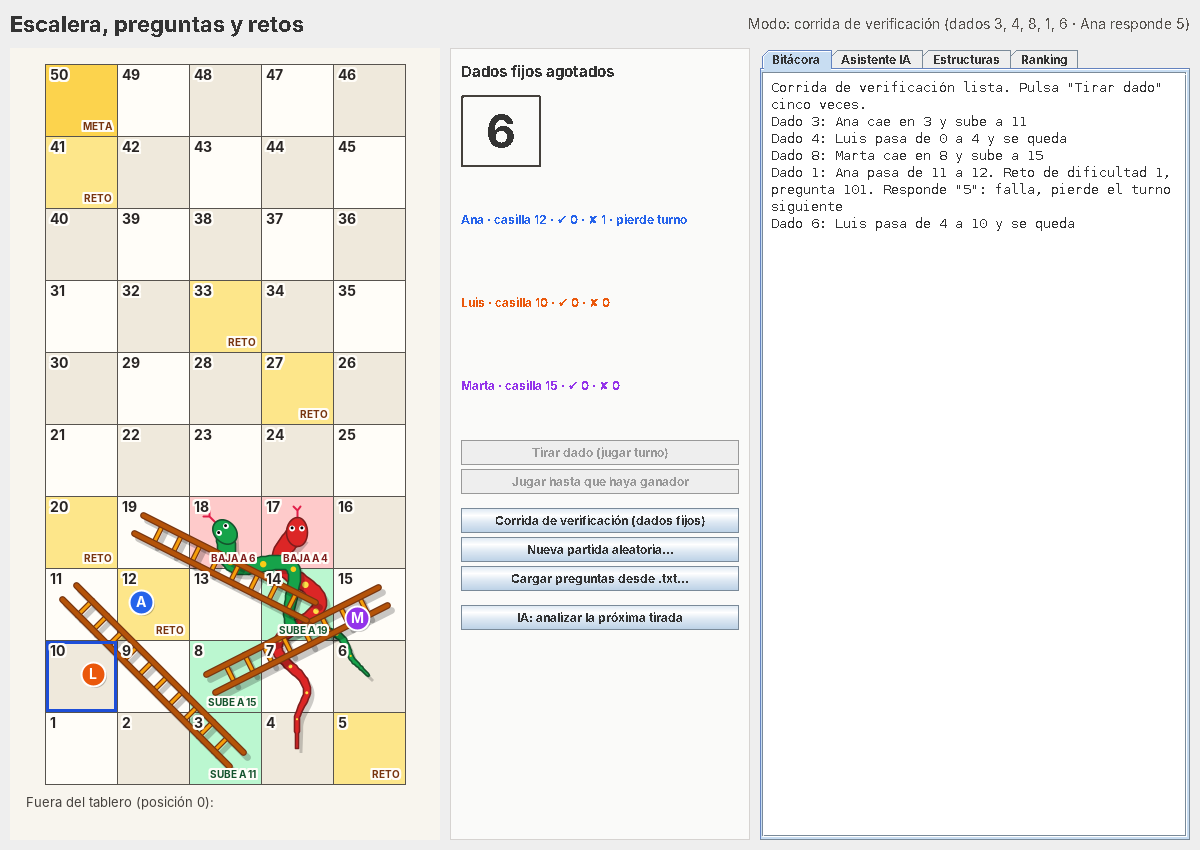 Escalera, preguntas y retos
Modo: corrida de verificación (dados 3, 4, 8, 1, 6 · Ana responde 5)
50 49 48 47 46
META
41 42 43 44 45
RETO
40 39 38 37 36
31 32 33 34 35
RETO
30 29 28 27 26
RETO
21 22 23 24 25
20 19 18 17 16
RETO BAJA A 6 BAJA A 4
11 12 13 14 15
A M
RETO SUBE A 19
10 9 8 7 6
L
SUBE A 15
1 2 3 4 5
SUBE A 11 RETO
Fuera del tablero (posición 0):
Dados fijos agotados
6
Ana · casilla 12 · ✔ 0 · ✘ 1 · pierde turno
Luis · casilla 10 · ✔ 0 · ✘ 0
Marta · casilla 15 · ✔ 0 · ✘ 0
Tirar dado (jugar turno)
Jugar hasta que haya ganador
Corrida de verificación (dados fijos)
Nueva partida aleatoria...
Cargar preguntas desde .txt...
IA: analizar la próxima tirada
Bitácora Asistente IA Estructuras Ranking
Corrida de verificación lista. Pulsa "Tirar dado"
cinco veces.
Dado 3: Ana cae en 3 y sube a 11
Dado 4: Luis pasa de 0 a 4 y se queda
Dado 8: Marta cae en 8 y sube a 15
Dado 1: Ana pasa de 11 a 12. Reto de dificultad 1,
pregunta 101. Responde "5": falla, pierde el turno
siguiente
Dado 6: Luis pasa de 4 a 10 y se queda